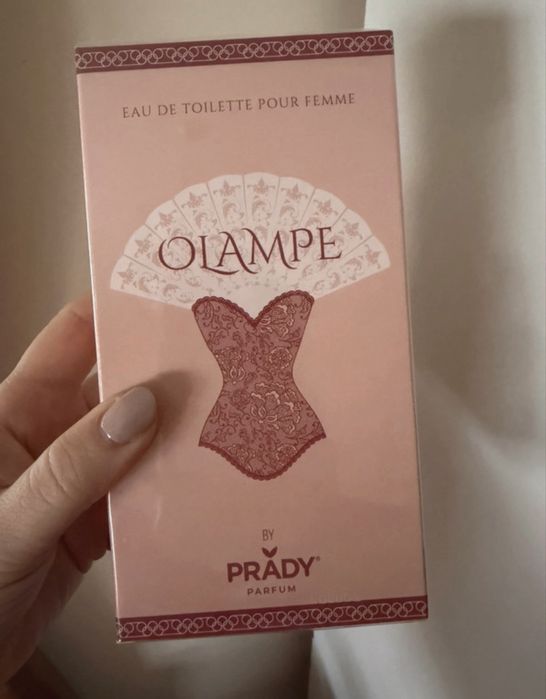 EAU DE TOILETTE POUR FEMME
OLAMPE
BY
PRADY®
PARFUM